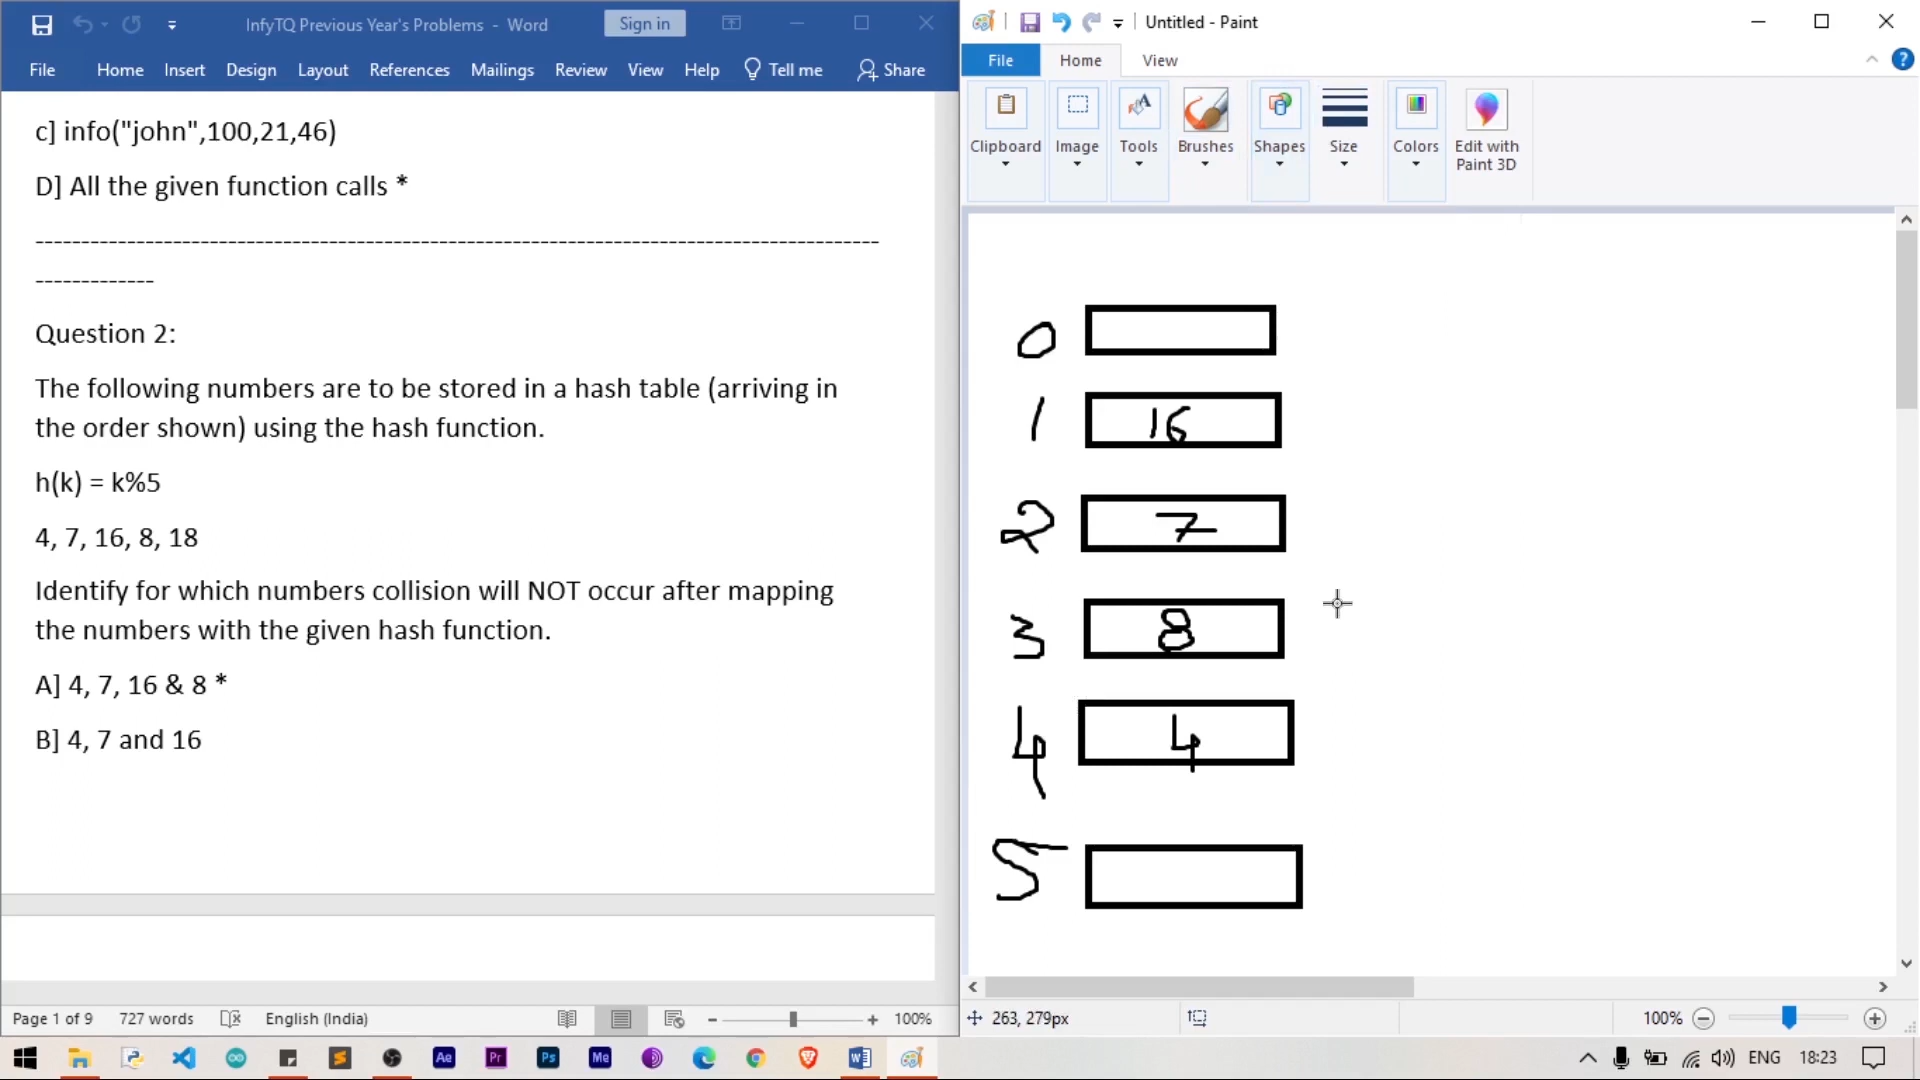 InfyTQ Previous Year's Problems - Word
Sign in
File Home Insert Design Layout References Mailings Review View Help Tell me Share
c] info("john",100,21,46)
D] All the given function calls *
--------------------------------------------------------------------------------------------
-------------
Question 2:
The following numbers are to be stored in a hash table (arriving in
the order shown) using the hash function.
h(k) = k%5
4, 7, 16, 8, 18
Identify for which numbers collision will NOT occur after mapping
the numbers with the given hash function.
A] 4, 7, 16 & 8 *
B] 4, 7 and 16
Page 1 of 9 727 words English (India) 100%
Untitled - Paint
File Home View
Clipboard Image Tools Brushes Shapes Size Colors Edit with
Paint 3D
0
1 16
2 7
3 8
4 4
5
263, 279px 100%
Ae Pr Ps Me ENG 18:23